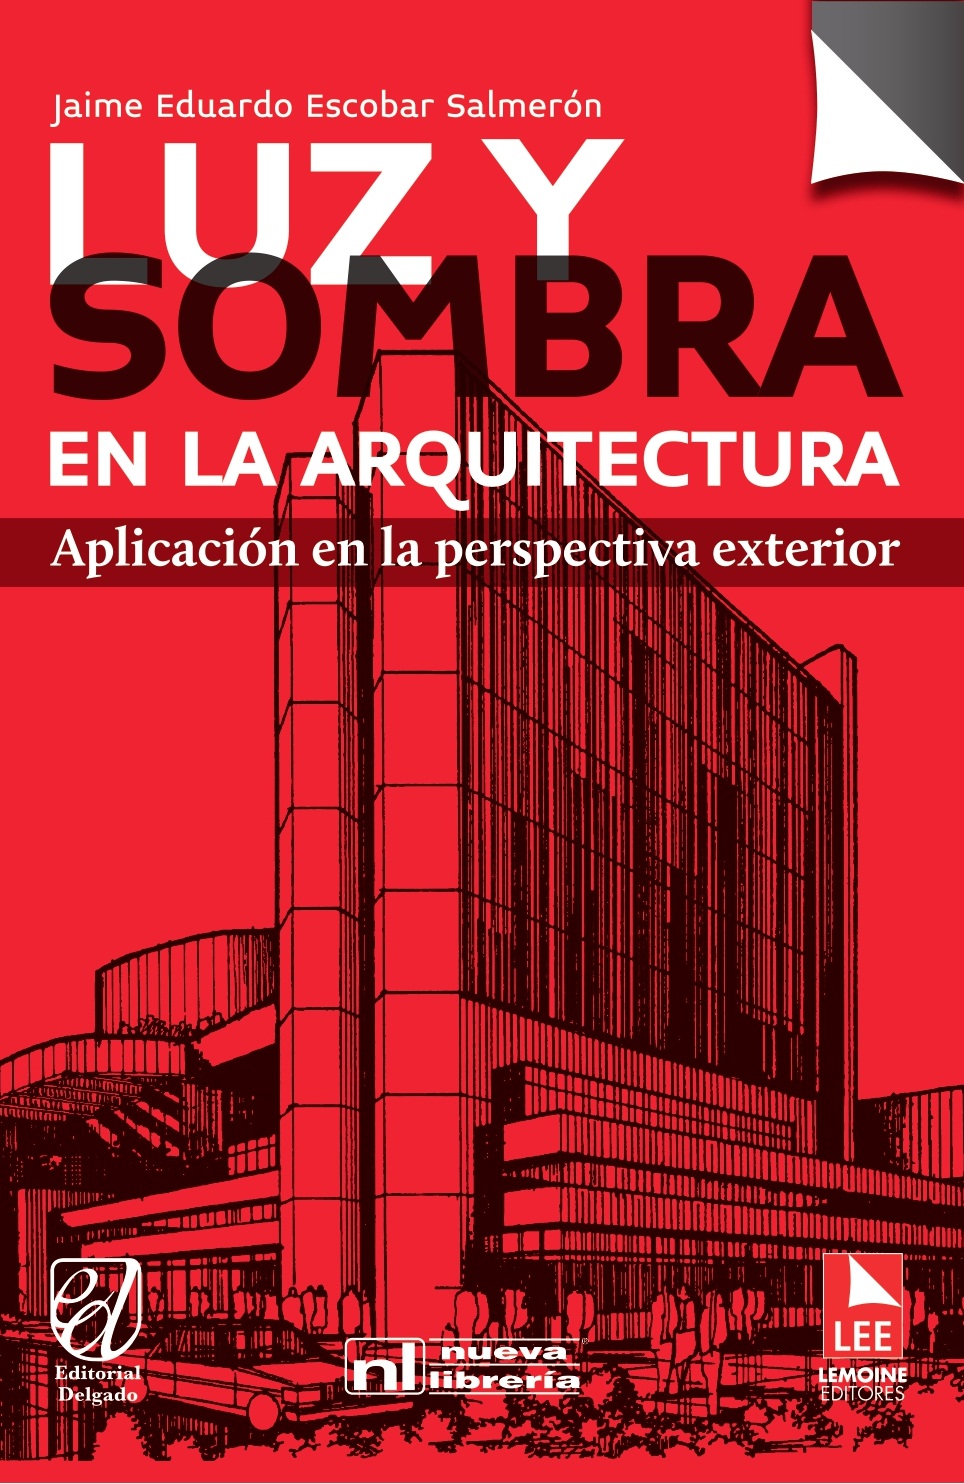 Jaime Eduardo Escobar Salmerón
LUZ Y
SOMBRA
EN LA ARQUITECTURA
Aplicación en la perspectiva exterior
ed
Editorial
Delgado
nl
nueva
librería®
LEE
LEMOINE
EDITORES